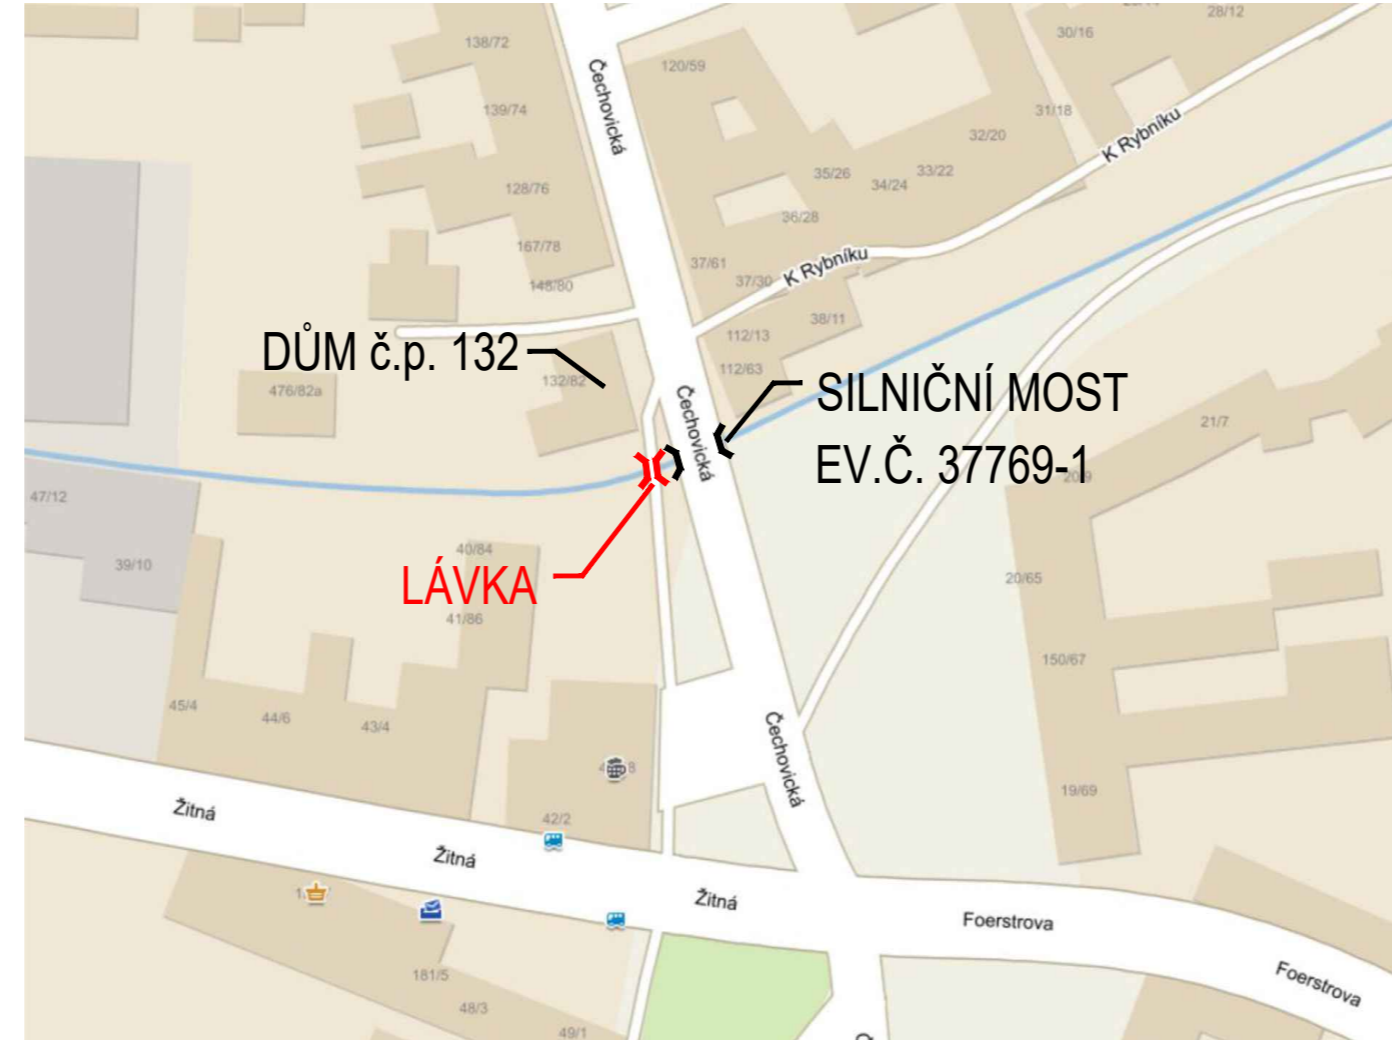 28/12
138/72
30/16
120/59
Čechovická
139/74
31/18
32/20
K Rybníku
35/26
33/22
34/24
128/76
36/28
167/78
37/61
K Rybníku
37/30
148/80
38/11
DŮM č.p. 132
112/13
132/82
112/63
476/82a
Čechovická
SILNIČNÍ MOST
21/7
EV.Č. 37769-1
20/9
47/12
40/84
39/10
LÁVKA
20/65
41/86
150/67
45/4
44/6
43/4
Čechovická
19/69
Žitná
42/2
Žitná
Žitná
Foerstrova
181/5
Foerstrova
48/3
49/1